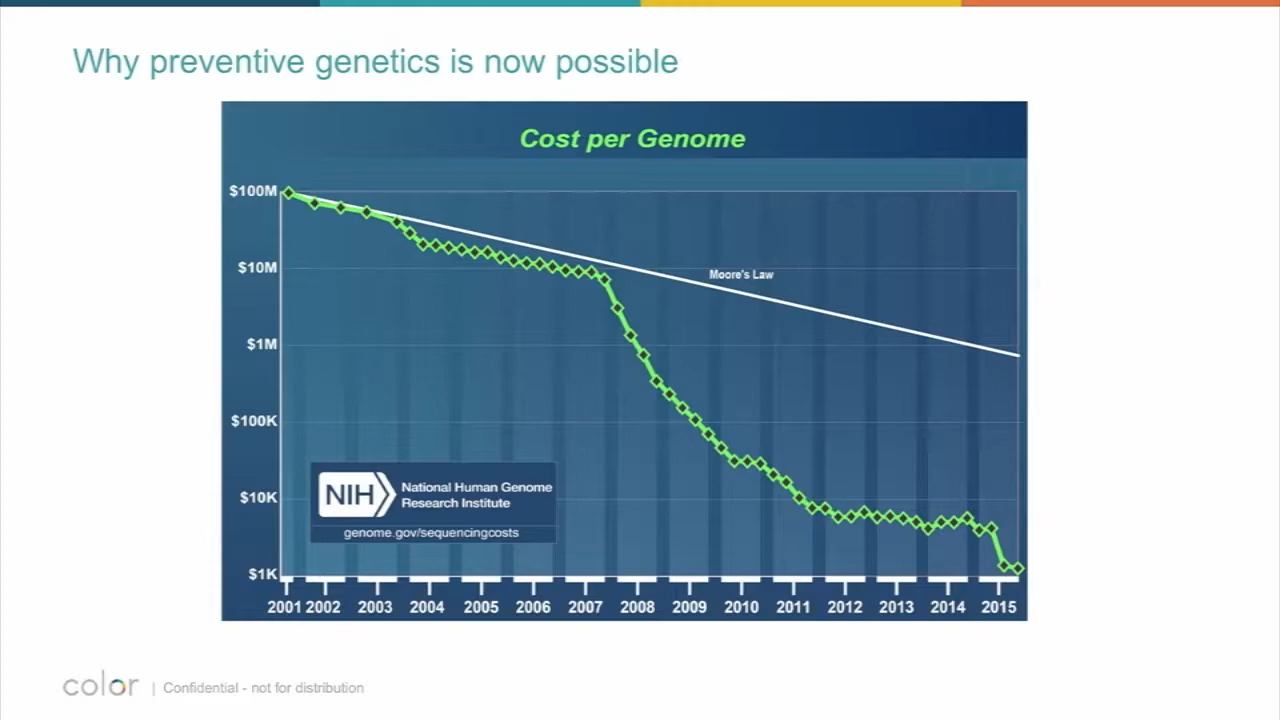 Why preventive genetics is now possible
Cost per Genome
$100M
$10M
$1M
$100K
$10K
$1K
Moore's Law
NIH
National Human Genome
Research Institute
genome.gov/sequencingcosts
2001 2002 2003 2004 2005 2006 2007 2008 2009 2010 2011 2012 2013 2014 2015
color | Confidential - not for distribution